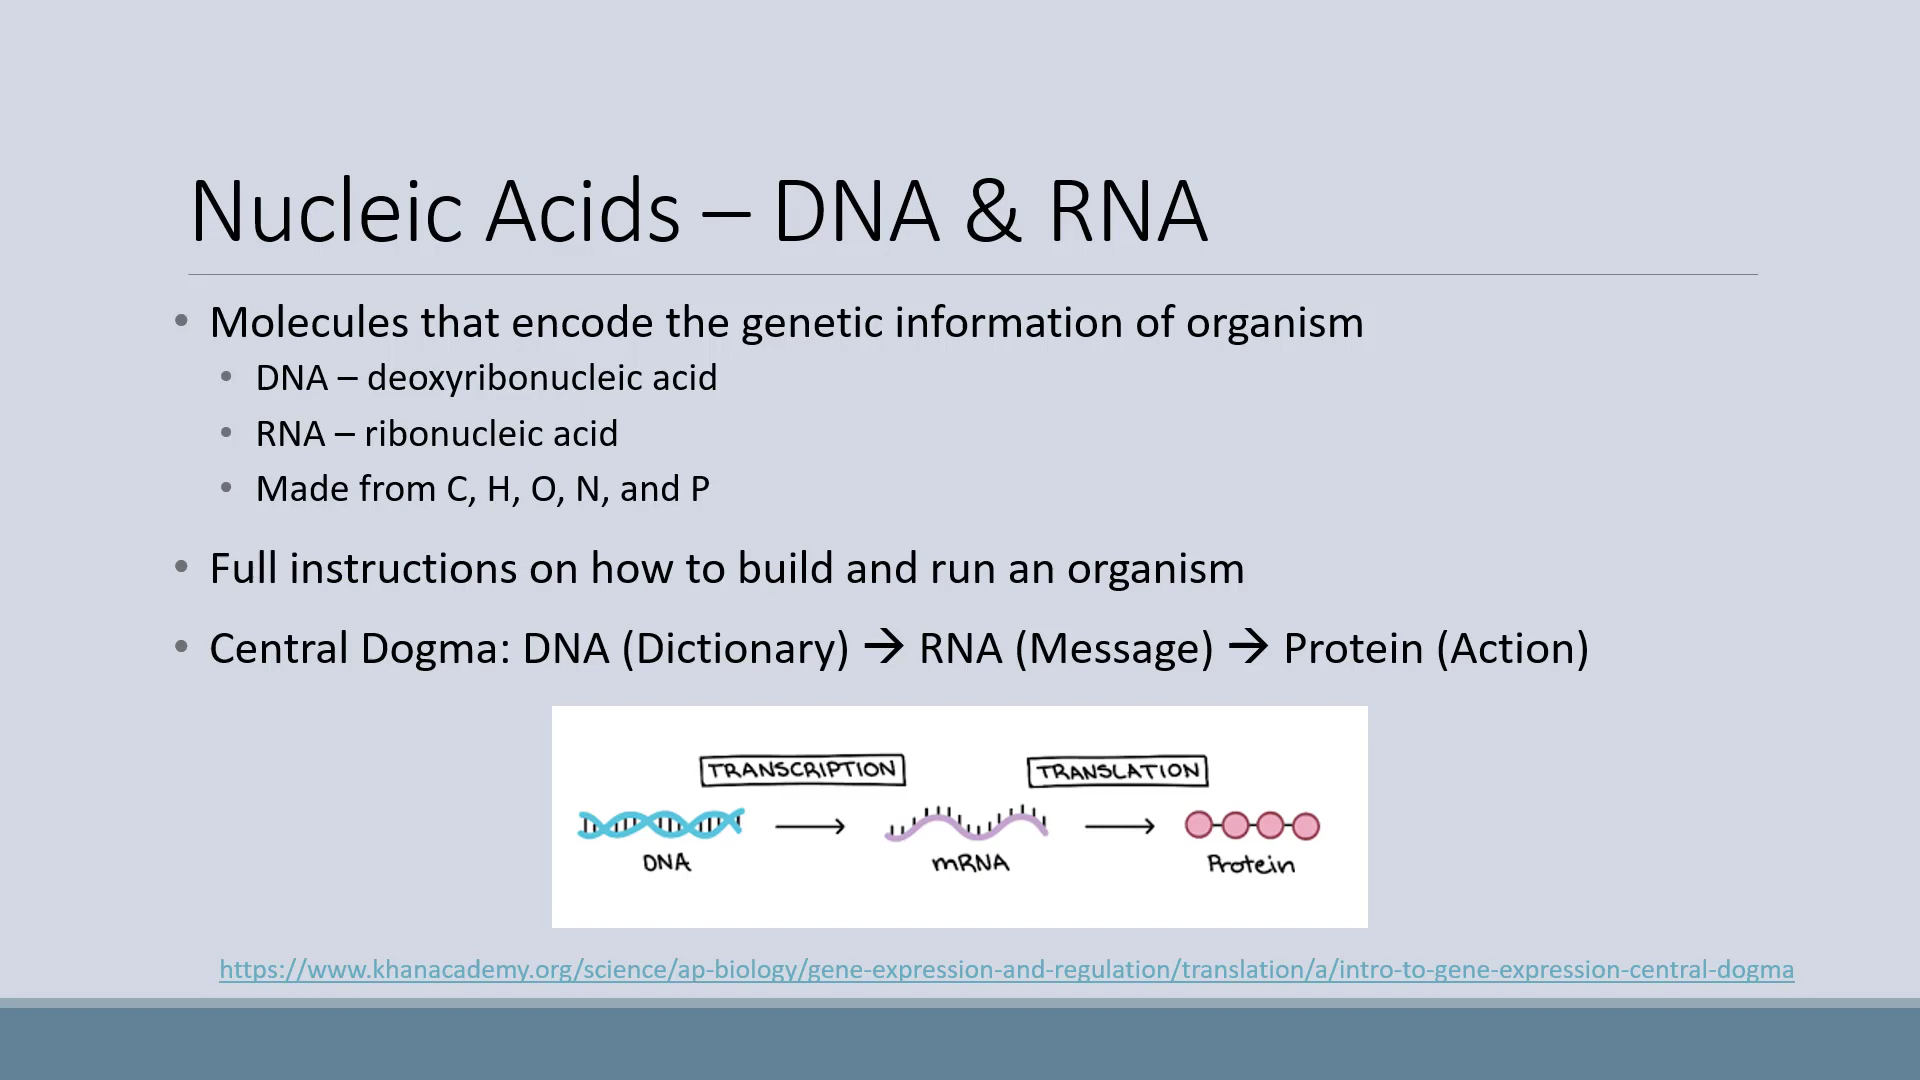 Nucleic Acids – DNA & RNA
• Molecules that encode the genetic information of organism
• DNA – deoxyribonucleic acid
• RNA – ribonucleic acid
• Made from C, H, O, N, and P
• Full instructions on how to build and run an organism
• Central Dogma: DNA (Dictionary) → RNA (Message) → Protein (Action)
TRANSCRIPTION TRANSLATION
DNA mRNA Protein
https://www.khanacademy.org/science/ap-biology/gene-expression-and-regulation/translation/a/intro-to-gene-expression-central-dogma